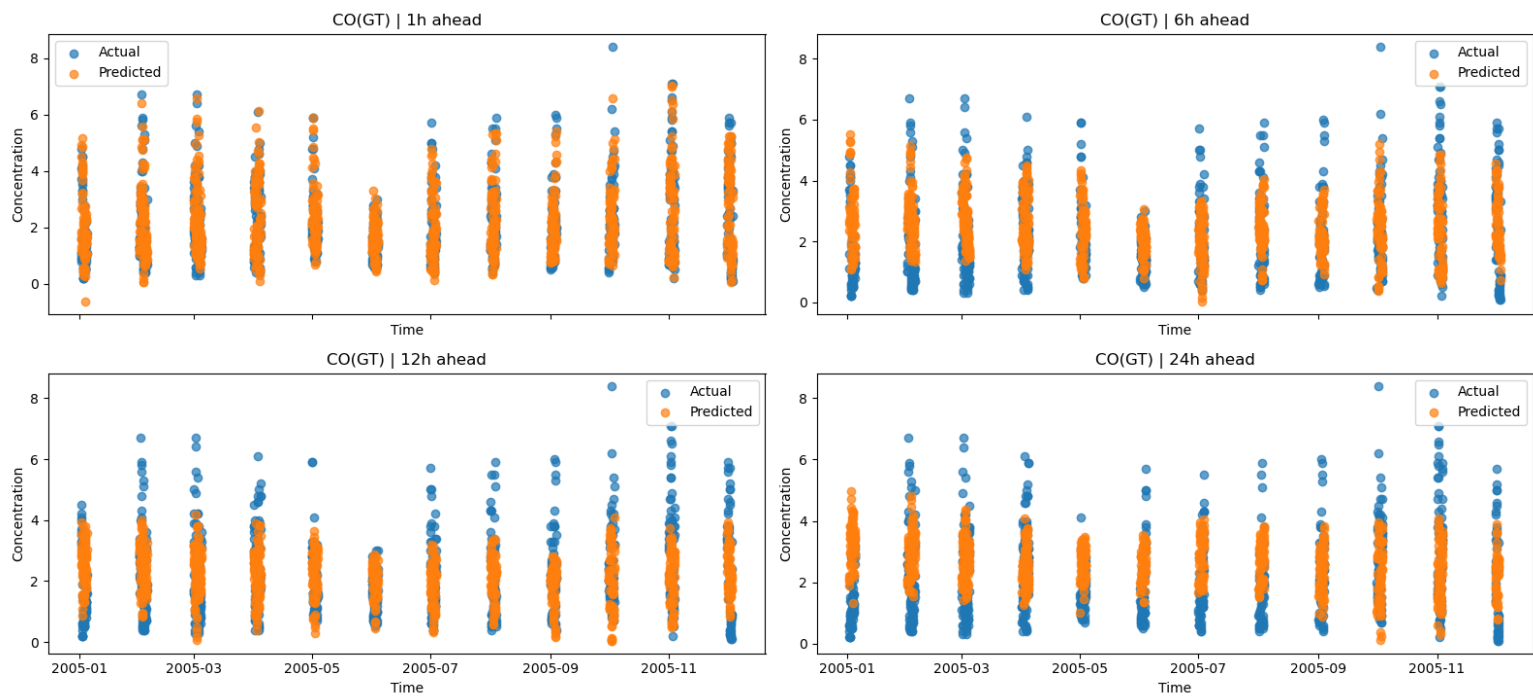 CO(GT) | 1h ahead
Concentration
8
6
4
2
0
Actual
Predicted
Time
CO(GT) | 6h ahead
Concentration
8
6
4
2
0
Actual
Predicted
Time
CO(GT) | 12h ahead
Concentration
8
6
4
2
0
Actual
Predicted
2005-01 2005-03 2005-05 2005-07 2005-09 2005-11
Time
CO(GT) | 24h ahead
Concentration
8
6
4
2
0
Actual
Predicted
2005-01 2005-03 2005-05 2005-07 2005-09 2005-11
Time